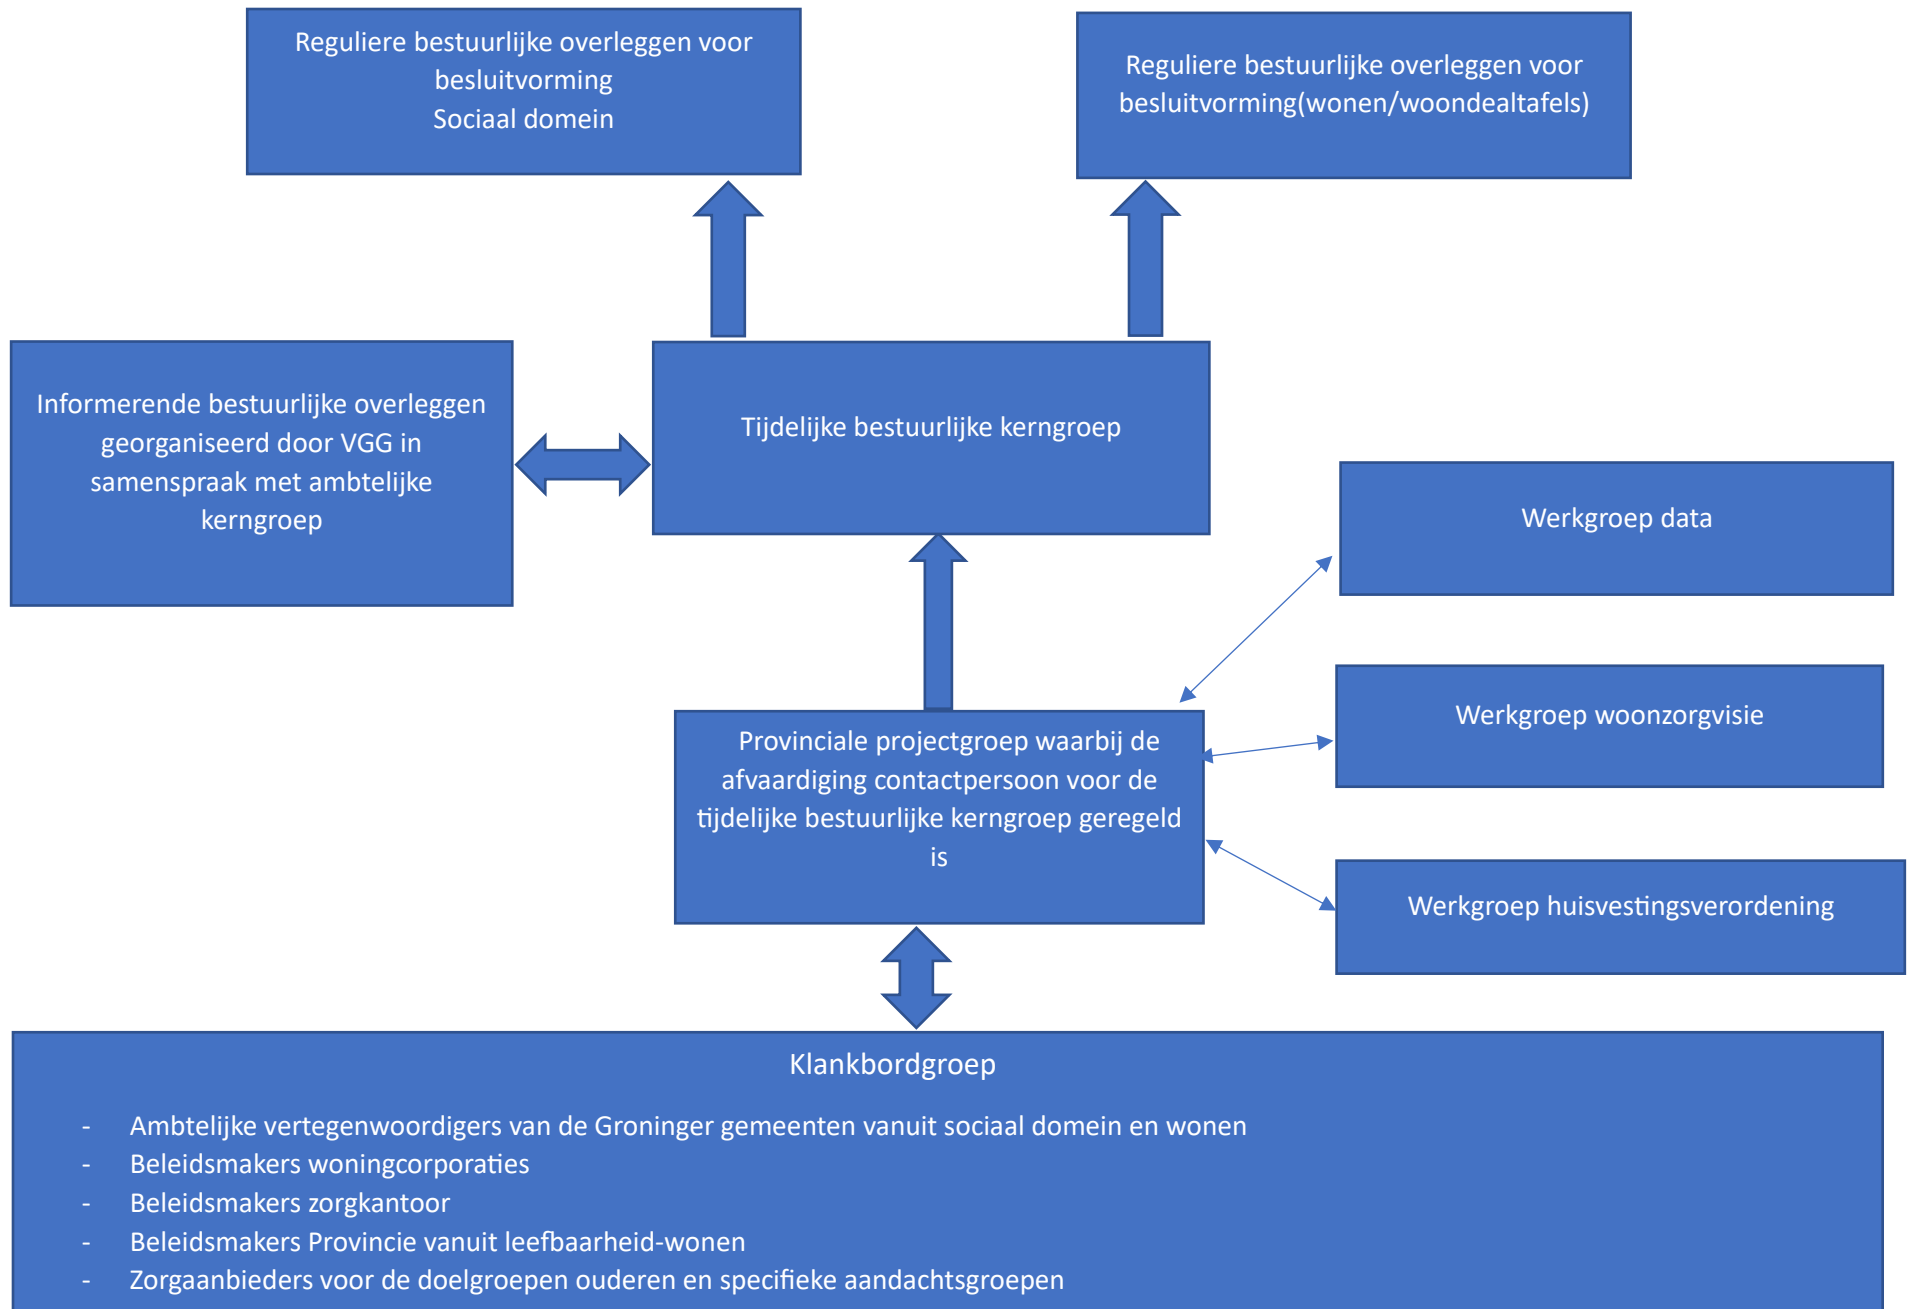 Reguliere bestuurlijke overleggen voor
besluitvorming
Sociaal domein
Reguliere bestuurlijke overleggen voor
besluitvorming(wonen/woondealtafels)
Informerende bestuurlijke overleggen
georganiseerd door VGG in
samenspraak met ambtelijke
kerngroep
Tijdelijke bestuurlijke kerngroep
Werkgroep data
Werkgroep woonzorgvisie
Provinciale projectgroep waarbij de
afvaardiging contactpersoon voor de
tijdelijke bestuurlijke kerngroep geregeld
is
Werkgroep huisvestingsverordening
Klankbordgroep
- Ambtelijke vertegenwoordigers van de Groninger gemeenten vanuit sociaal domein en wonen
- Beleidsmakers woningcorporaties
- Beleidsmakers zorgkantoor
- Beleidsmakers Provincie vanuit leefbaarheid-wonen
- Zorgaanbieders voor de doelgroepen ouderen en specifieke aandachtsgroepen